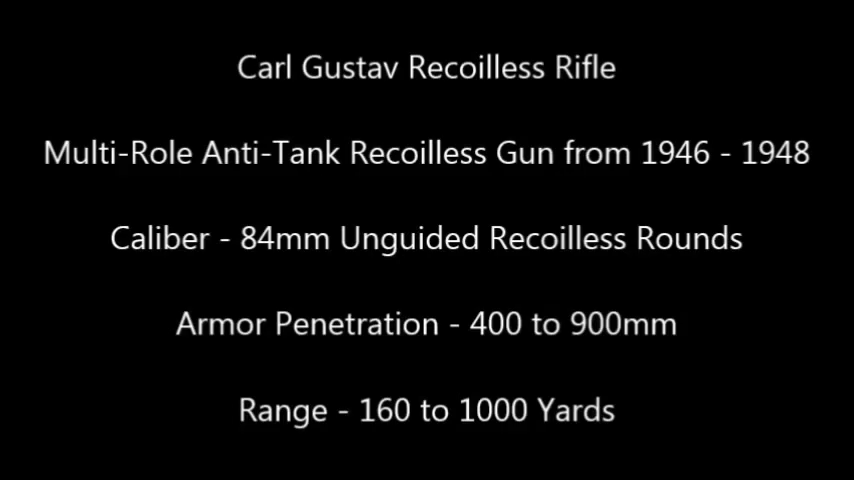 Carl Gustav Recoilless Rifle
Multi-Role Anti-Tank Recoilless Gun from 1946 - 1948
Caliber - 84mm Unguided Recoilless Rounds
Armor Penetration - 400 to 900mm
Range - 160 to 1000 Yards